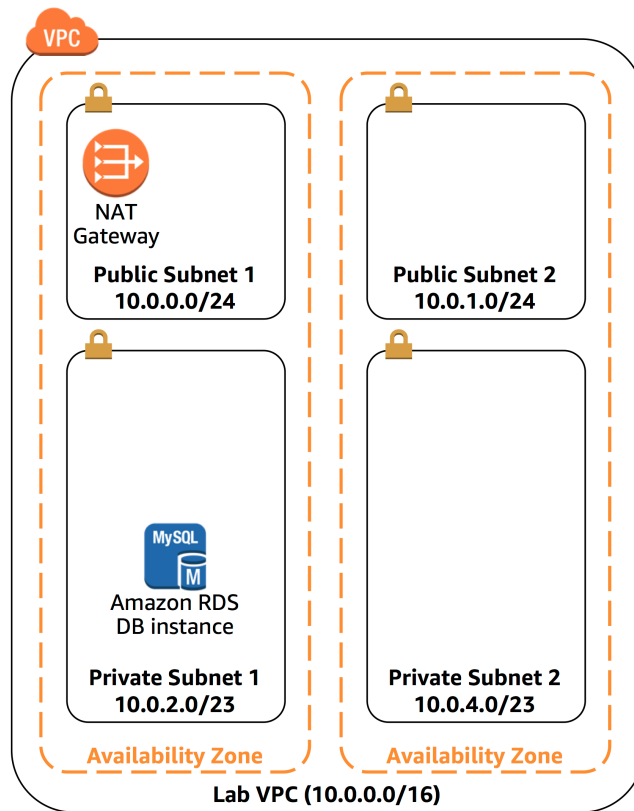 VPC
NAT
Gateway
Public Subnet 1
10.0.0.0/24
Public Subnet 2
10.0.1.0/24
MySQL
M
Amazon RDS
DB instance
Private Subnet 1
10.0.2.0/23
Private Subnet 2
10.0.4.0/23
Availability Zone
Availability Zone
Lab VPC (10.0.0.0/16)